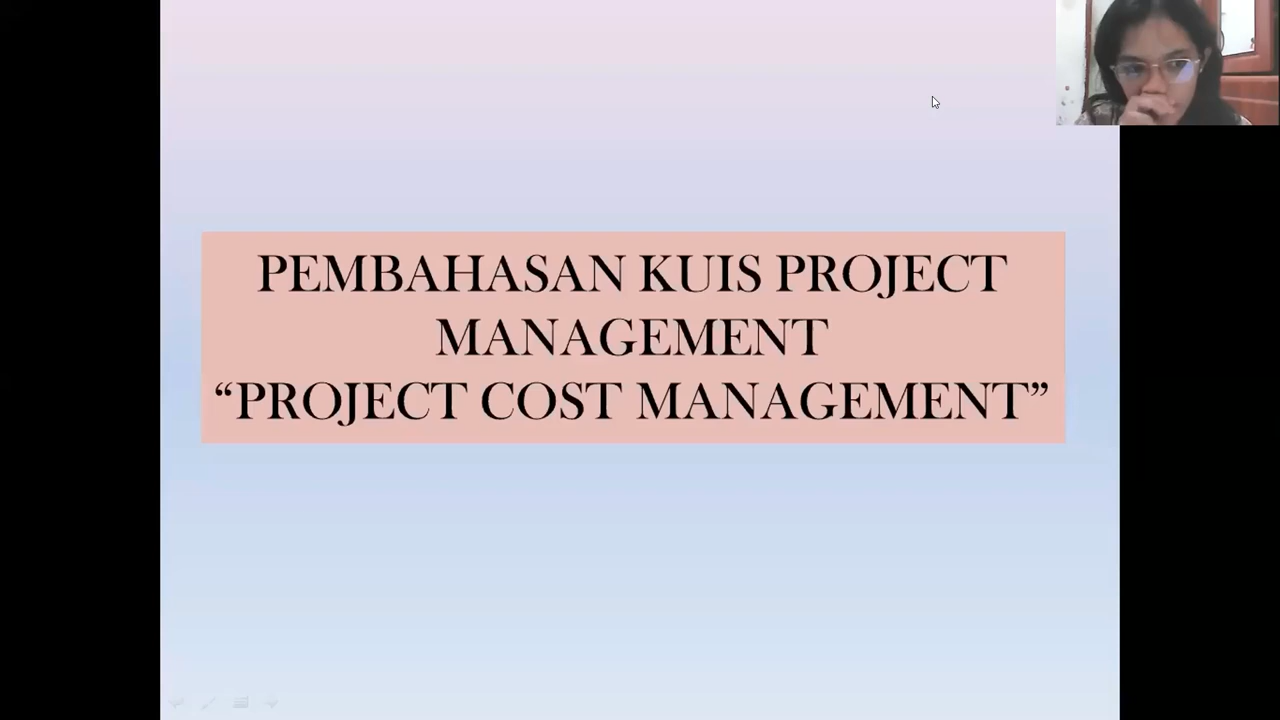 PEMBAHASAN KUIS PROJECT
MANAGEMENT
“PROJECT COST MANAGEMENT”